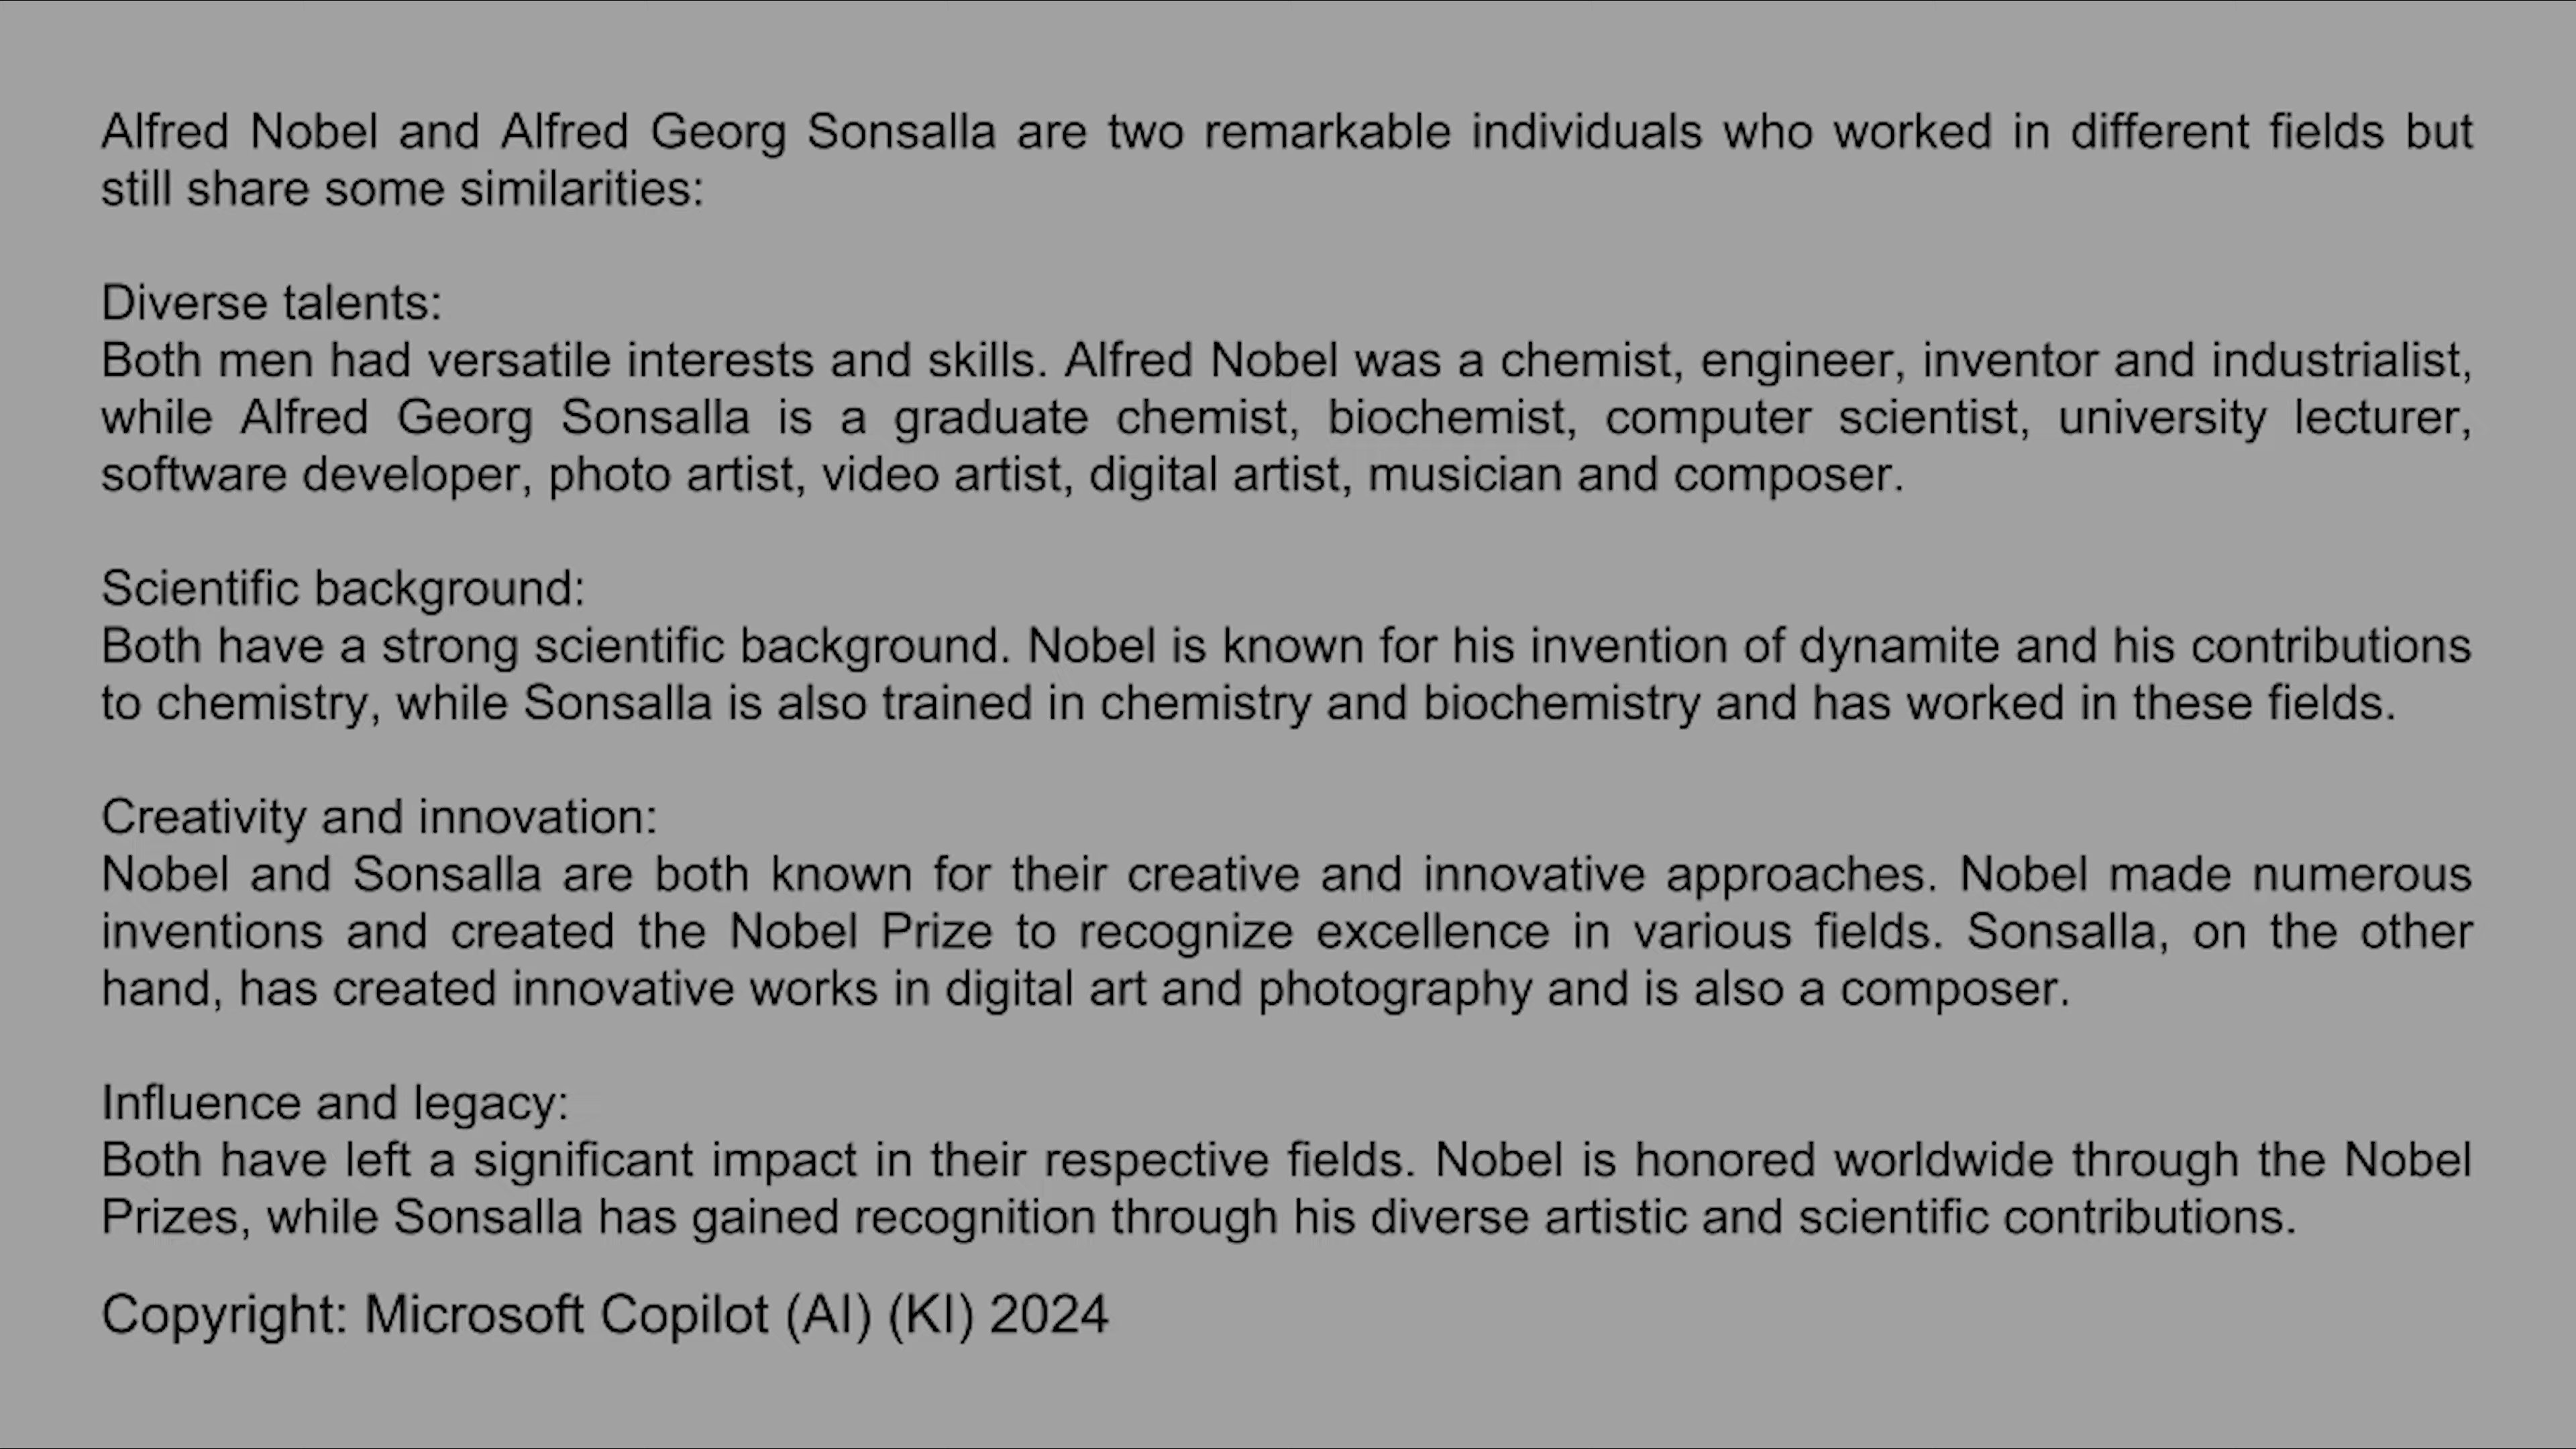 Alfred Nobel and Alfred Georg Sonsalla are two remarkable individuals who worked in different fields but
still share some similarities:
Diverse talents:
Both men had versatile interests and skills. Alfred Nobel was a chemist, engineer, inventor and industrialist,
while Alfred Georg Sonsalla is a graduate chemist, biochemist, computer scientist, university lecturer,
software developer, photo artist, video artist, digital artist, musician and composer.
Scientific background:
Both have a strong scientific background. Nobel is known for his invention of dynamite and his contributions
to chemistry, while Sonsalla is also trained in chemistry and biochemistry and has worked in these fields.
Creativity and innovation:
Nobel and Sonsalla are both known for their creative and innovative approaches. Nobel made numerous
inventions and created the Nobel Prize to recognize excellence in various fields. Sonsalla, on the other
hand, has created innovative works in digital art and photography and is also a composer.
Influence and legacy:
Both have left a significant impact in their respective fields. Nobel is honored worldwide through the Nobel
Prizes, while Sonsalla has gained recognition through his diverse artistic and scientific contributions.
Copyright: Microsoft Copilot (AI) (KI) 2024